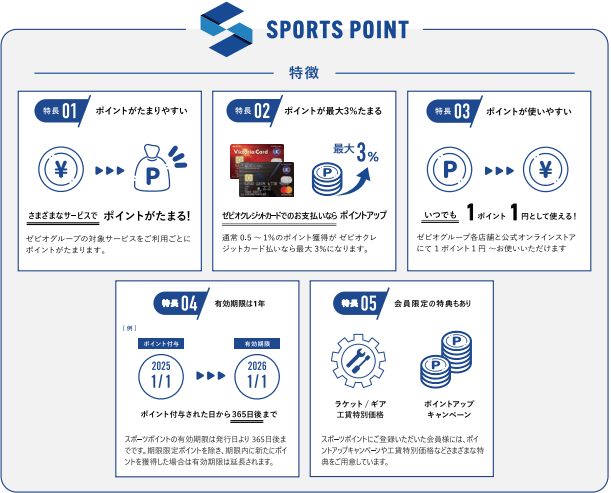 SPORTS POINT
特徴
特長 01 ポイントがたまりやすい
¥ P
さまざまなサービスで ポイントがたまる!
ゼビオグループの対象サービスをご利用ごとに
ポイントがたまります。
特長 02 ポイントが最大3%たまる
Victoria Card
最大 3%
ゼビオクレジットカードでのお支払いなら ポイントアップ
通常 0.5 ~ 1%のポイント獲得が ゼビオクレ
ジットカード払いなら最大 3%になります。
特長 03 ポイントが使いやすい
P ¥
いつでも 1ポイント 1円として使える!
ゼビオグループ各店舗と公式オンラインストア
にて 1 ポイント 1 円 ~お使いいただけます
特長 04 有効期限は1年
[ 例 ]
ポイント付与 有効期限
2025 2026
1/1 1/1
ポイント付与された日から 365日後まで
スポーツポイントの有効期限は発行日より 365日後ま
でです。期限限定ポイントを除き、期限内に新たにポイ
ントを獲得した場合は有効期限は延長されます。
特長 05 会員限定の特典もあり
P P
ラケット / ギア ポイントアップ
工賃特別価格 キャンペーン
スポーツポイントにご登録いただいた会員様には、ポイ
ントアップキャンペーンや工賃特別価格などさまざまな特
典をご用意しています。